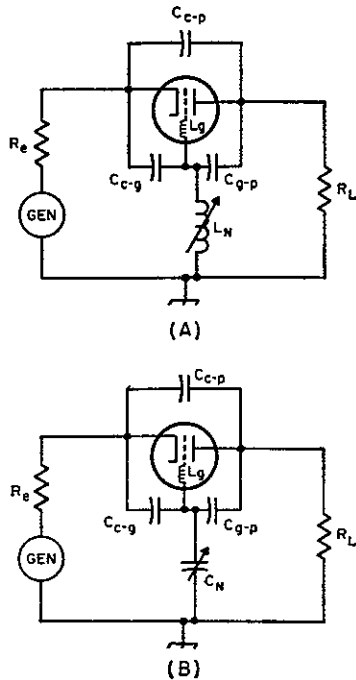 Cc-p
Re
Lg
Cc-g
Cg-p
GEN
LN
RL
(A)
Cc-p
Re
Lg
Cc-g
Cg-p
GEN
CN
RL
(B)